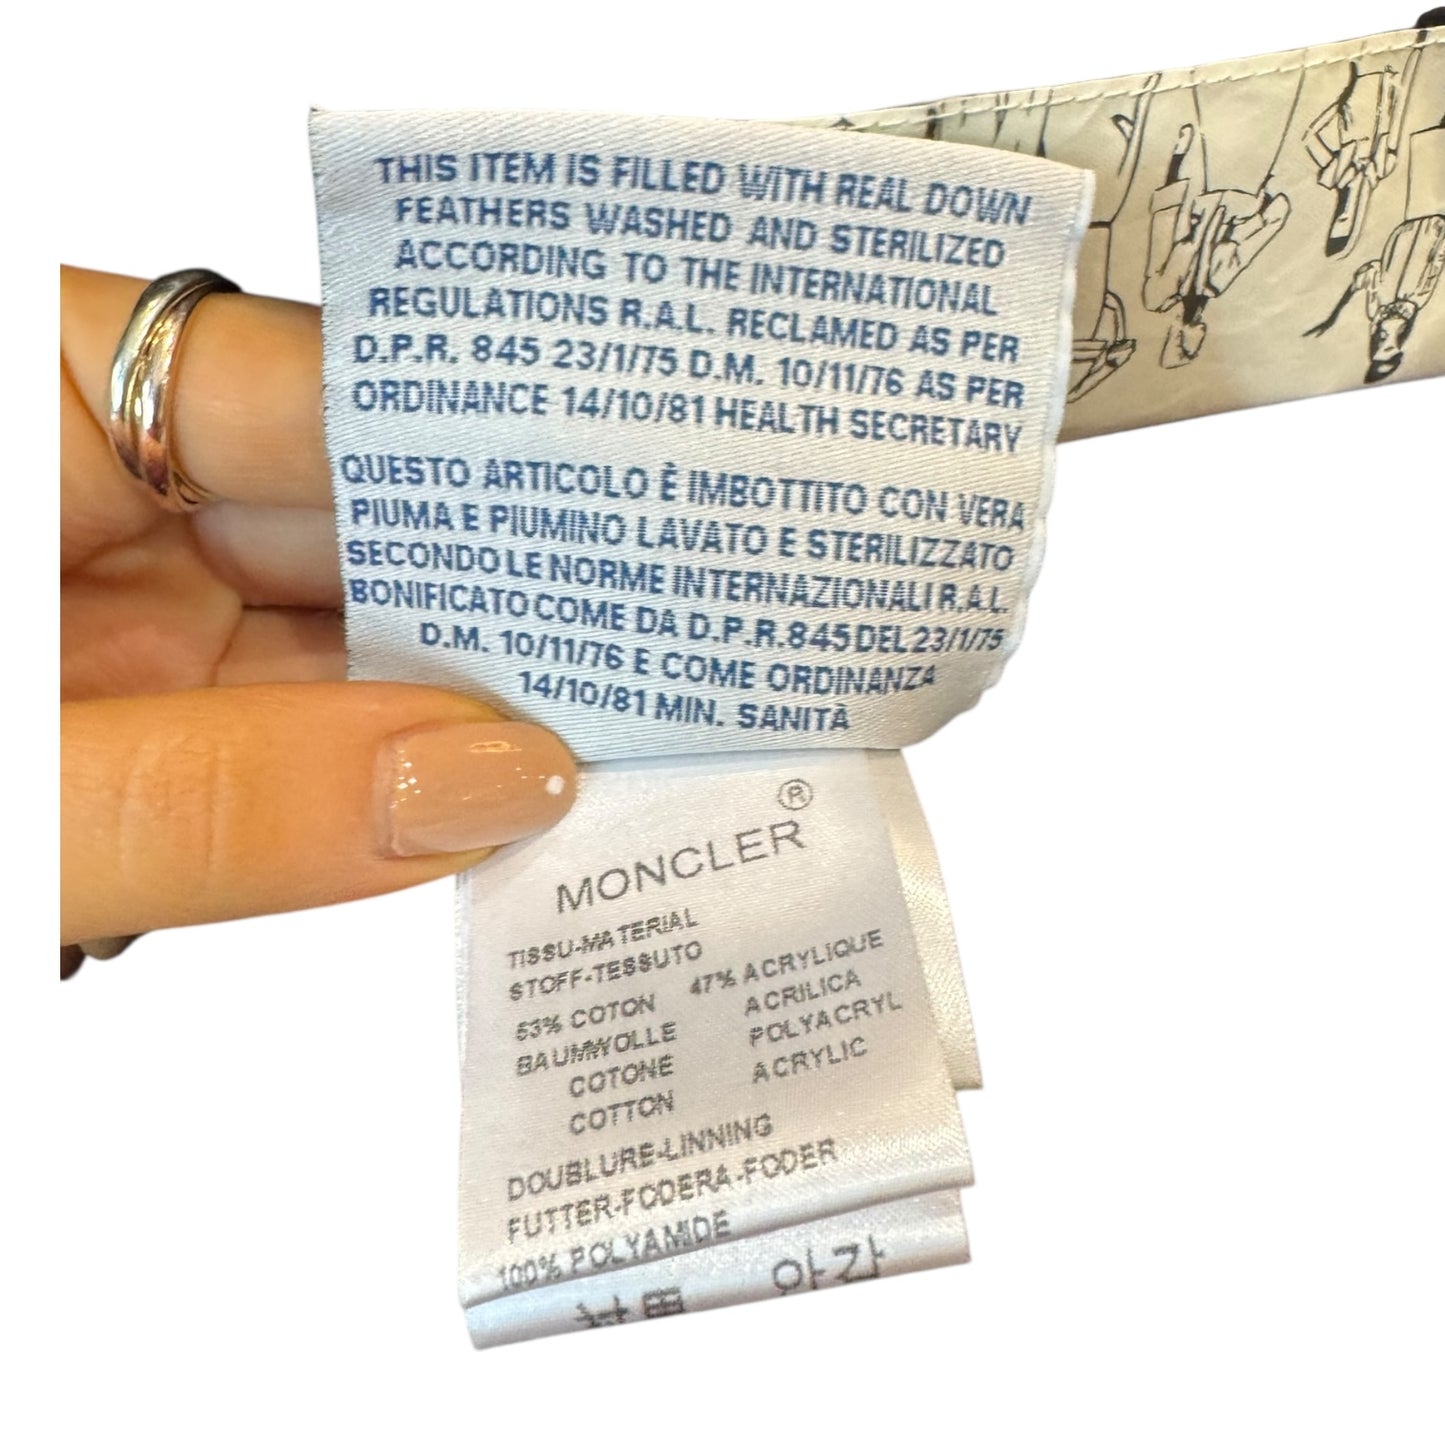 THIS ITEM IS FILLED WITH REAL DOWN
FEATHERS WASHED AND STERILIZED
ACCORDING TO THE INTERNATIONAL
REGULATIONS R.A.L. RECLAMED AS PER
D.P.R. 845 23/1/75 D.M. 10/11/76 AS PER
ORDINANCE 14/10/81 HEALTH SECRETARY
QUESTO ARTICOLO È IMBOTTITO CON VERA
PIUMA E PIUMINO LAVATO E STERILIZZATO
SECONDO LE NORME INTERNAZIONALI R.A.L.
BONIFICATO COME DA D.P.R.845 DEL 23/1/75
D.M. 10/11/76 E COME ORDINANZA
14/10/81 MIN. SANITÀ
MONCLER®
TISSU-MATERIAL
STOFF-TESSUTO
53% COTON 47% ACRYLIQUE
BAUMWOLLE ACRILICA
COTONE POLYACRYL
COTTON ACRYLIC
DOUBLURE-LINNING
FUTTER-FODERA-FODER
100% POLYAMIDE